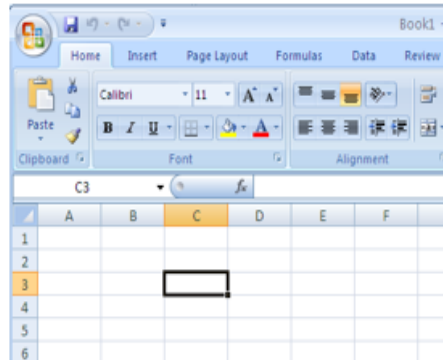 Book1 -
Home Insert Page Layout Formulas Data Review
Calibri 11 A A
Paste B I U A
Clipboard Font Alignment
C3 fx
A B C D E F
1
2
3
4
5
6